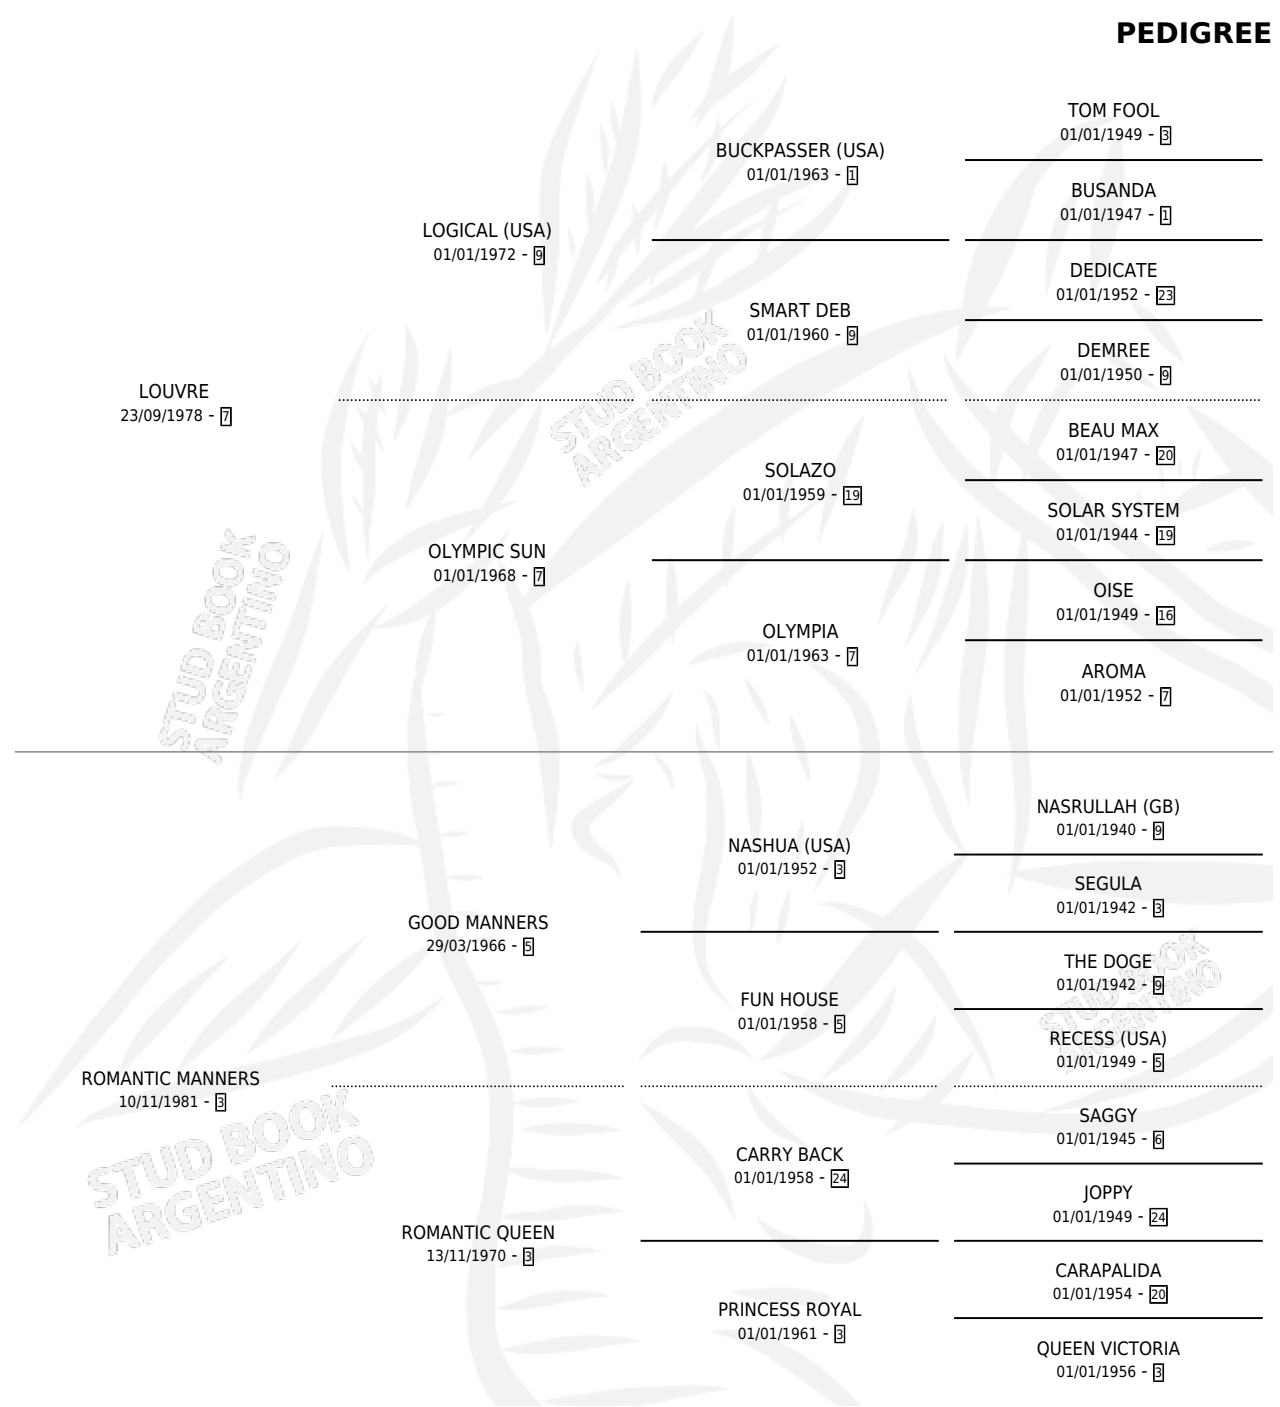 PEDIGREE
TOM FOOL
01/01/1949 - 3
BUCKPASSER (USA)
01/01/1963 - 1
BUSANDA
01/01/1947 - 1
LOGICAL (USA)
01/01/1972 - 9
DEDICATE
01/01/1952 - 23
SMART DEB
01/01/1960 - 9
DEMREE
01/01/1950 - 9
LOUVRE
23/09/1978 - 7
BEAU MAX
01/01/1947 - 20
SOLAZO
01/01/1959 - 19
SOLAR SYSTEM
01/01/1944 - 19
OLYMPIC SUN
01/01/1968 - 7
OISE
01/01/1949 - 16
OLYMPIA
01/01/1963 - 7
AROMA
01/01/1952 - 7
NASRULLAH (GB)
01/01/1940 - 9
NASHUA (USA)
01/01/1952 - 3
SEGULA
01/01/1942 - 3
GOOD MANNERS
29/03/1966 - 5
THE DOGE
01/01/1942 - 9
FUN HOUSE
01/01/1958 - 5
RECESS (USA)
01/01/1949 - 5
ROMANTIC MANNERS
10/11/1981 - 3
SAGGY
01/01/1945 - 6
CARRY BACK
01/01/1958 - 24
JOPPY
01/01/1949 - 24
ROMANTIC QUEEN
13/11/1970 - 3
CARAPALIDA
01/01/1954 - 20
PRINCESS ROYAL
01/01/1961 - 3
QUEEN VICTORIA
01/01/1956 - 3
STUD BOOK
ARGENTINO
STUD BOOK
ARGENTINO
STUD BOOK
ARGENTINO
STUD BOOK
ARGENTINO